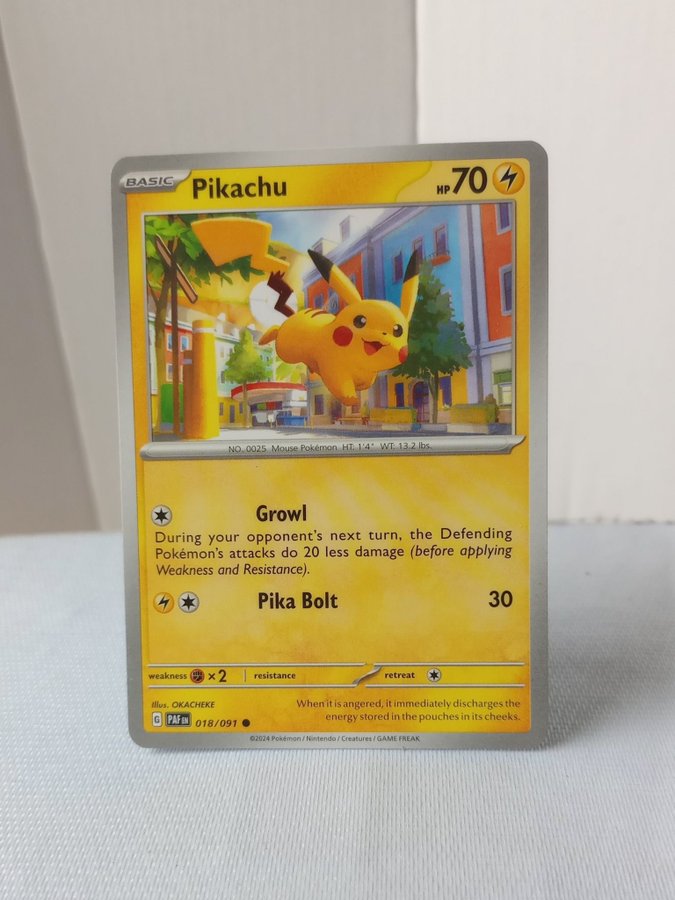 BASIC Pikachu HP 70
NO. 0025 Mouse Pokémon HT: 1'4" WT: 13.2 lbs.
Growl
During your opponent's next turn, the Defending
Pokémon's attacks do 20 less damage (before applying
Weakness and Resistance).
Pika Bolt 30
weakness ×2 resistance retreat
Illus. OKACHEKE
When it is angered, it immediately discharges the
energy stored in the pouches in its cheeks.
G PAF EN 018/091
©2024 Pokémon / Nintendo / Creatures / GAME FREAK